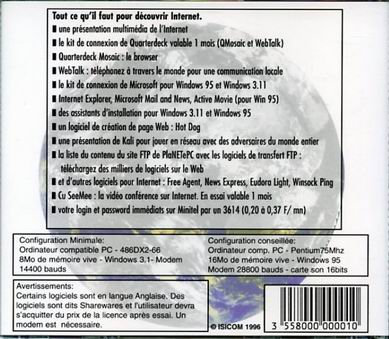 Tout ce qu'il faut pour découvrir Internet.
■ une présentation multimédia de l'Internet
■ le kit de connexion de Quarterdeck valable 1 mois (QMosaic et WebTalk)
■ Quarterdeck Mosaic : le browser
■ WebTalk : téléphonez à travers le monde pour une communication locale
■ le kit de connexion de Microsoft pour Windows 95 et Windows 3.11
■ Internet Explorer, Microsoft Mail and News, Active Movie (pour Win 95)
■ des assistants d'installation pour Windows 3.11 et Windows 95
■ un logiciel de création de page Web : Hot Dog
■ une présentation de Kali pour jouer en réseau avec des adversaires du monde entier
■ la liste du contenu du site FTP de PlaNETePC avec les logiciels de transfert FTP :
téléchargez des milliers de logiciels sur le Web
■ et d'autres logiciels pour Internet : Free Agent, News Express, Eudora Light, Winsock Ping
■ Cu SeeMee : la vidéo conférence sur Internet. En essai valable 1 mois
■ votre login et password immédiats sur Minitel par un 3614 (0,20 à 0,37 F/ mn)
Configuration Minimale:
Ordinateur compatible PC - 486DX2-66
8Mo de mémoire vive - Windows 3.1- Modem
14400 bauds
Configuration conseillée:
Ordinateur comp. PC - Pentium75Mhz
16Mo de mémoire vive - Windows 95
Modem 28800 bauds - carte son 16bits
Avertissements:
Certains logiciels sont en langue Anglaise. Des
logiciels sont dits Sharewares et l'utilisateur devra
s'acquitter du prix de la licence après essai. Un
modem est nécessaire.
© ISICOM 1996
3 558000 000010